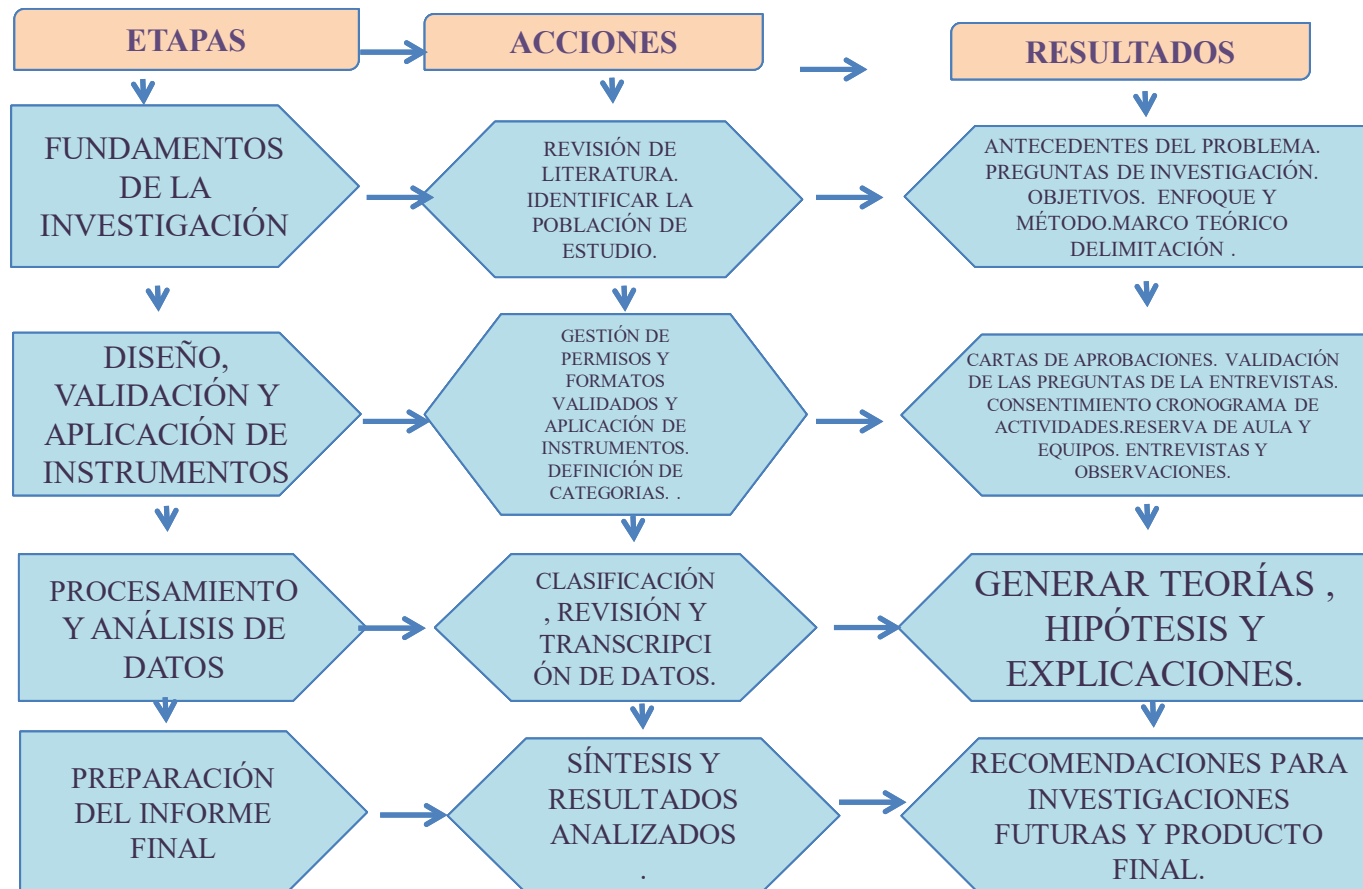 ETAPAS
ACCIONES
RESULTADOS
FUNDAMENTOS
DE LA
INVESTIGACIÓN
REVISIÓN DE
LITERATURA.
IDENTIFICAR LA
POBLACIÓN DE
ESTUDIO.
ANTECEDENTES DEL PROBLEMA.
PREGUNTAS DE INVESTIGACIÓN.
OBJETIVOS. ENFOQUE Y
MÉTODO.MARCO TEÓRICO
DELIMITACIÓN .
DISEÑO,
VALIDACIÓN Y
APLICACIÓN DE
INSTRUMENTOS
GESTIÓN DE
PERMISOS Y
FORMATOS
VALIDADOS Y
APLICACIÓN DE
INSTRUMENTOS.
DEFINICIÓN DE
CATEGORIAS. .
CARTAS DE APROBACIONES. VALIDACIÓN
DE LAS PREGUNTAS DE LA ENTREVISTAS.
CONSENTIMIENTO CRONOGRAMA DE
ACTIVIDADES.RESERVA DE AULA Y
EQUIPOS. ENTREVISTAS Y
OBSERVACIONES.
PROCESAMIENTO
Y ANÁLISIS DE
DATOS
CLASIFICACIÓN
, REVISIÓN Y
TRANSCRIPCI
ÓN DE DATOS.
GENERAR TEORÍAS ,
HIPÓTESIS Y
EXPLICACIONES.
PREPARACIÓN
DEL INFORME
FINAL
SÍNTESIS Y
RESULTADOS
ANALIZADOS
.
RECOMENDACIONES PARA
INVESTIGACIONES
FUTURAS Y PRODUCTO
FINAL.